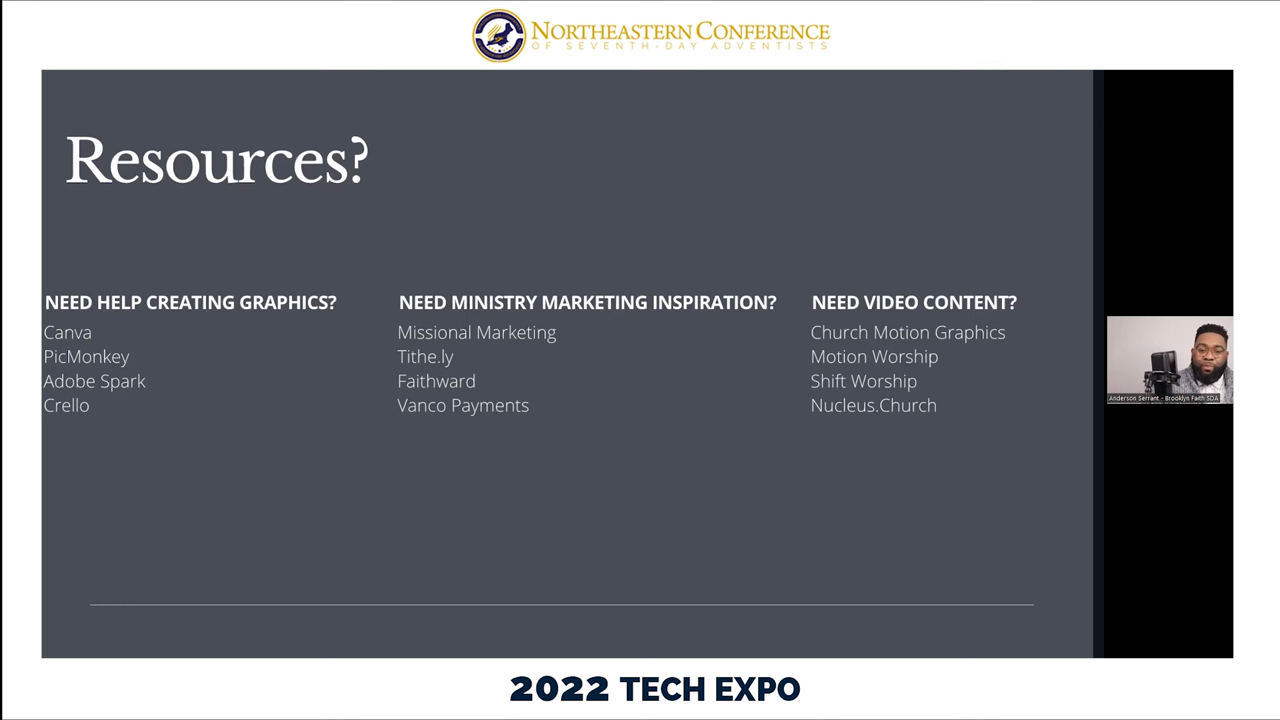 NORTHEASTERN CONFERENCE
OF SEVENTH-DAY ADVENTISTS
Resources?
NEED HELP CREATING GRAPHICS?
Canva
PicMonkey
Adobe Spark
Crello
NEED MINISTRY MARKETING INSPIRATION?
Missional Marketing
Tithe.ly
Faithward
Vanco Payments
NEED VIDEO CONTENT?
Church Motion Graphics
Motion Worship
Shift Worship
Nucleus.Church
Anderson Serrant - Brooklyn Faith SDA
2022 TECH EXPO